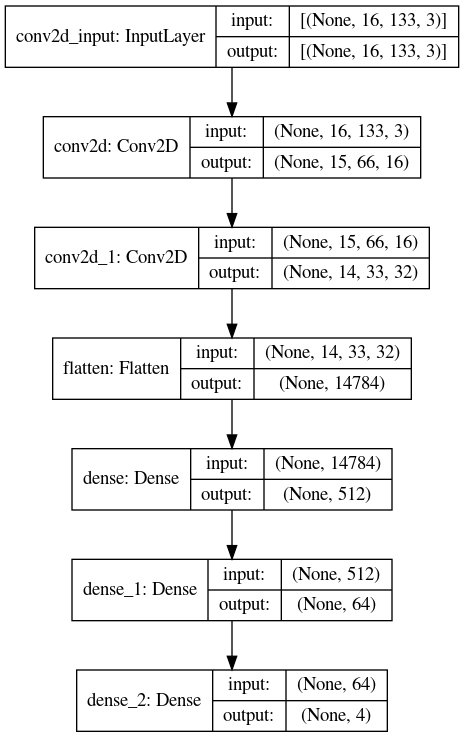 conv2d_input: InputLayer
input: [(None, 16, 133, 3)]
output: [(None, 16, 133, 3)]
conv2d: Conv2D
input: (None, 16, 133, 3)
output: (None, 15, 66, 16)
conv2d_1: Conv2D
input: (None, 15, 66, 16)
output: (None, 14, 33, 32)
flatten: Flatten
input: (None, 14, 33, 32)
output: (None, 14784)
dense: Dense
input: (None, 14784)
output: (None, 512)
dense_1: Dense
input: (None, 512)
output: (None, 64)
dense_2: Dense
input: (None, 64)
output: (None, 4)